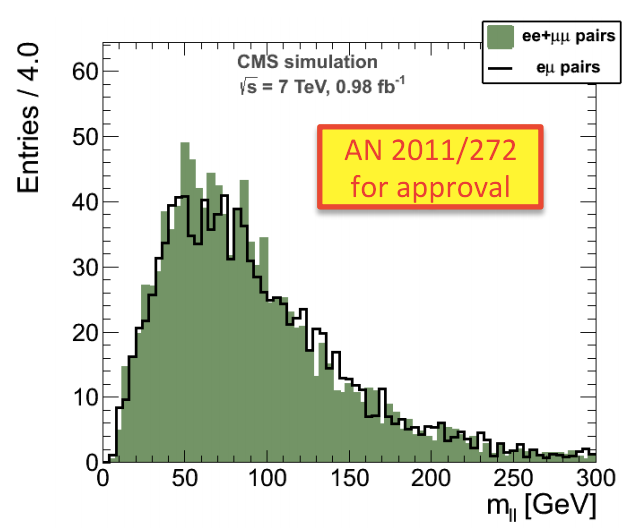 ee+μμ pairs
eμ pairs
CMS simulation
√s = 7 TeV, 0.98 fb⁻¹
AN 2011/272
for approval
Entries / 4.0
60
50
40
30
20
10
0
0 50 100 150 200 250 300
m_ll [GeV]